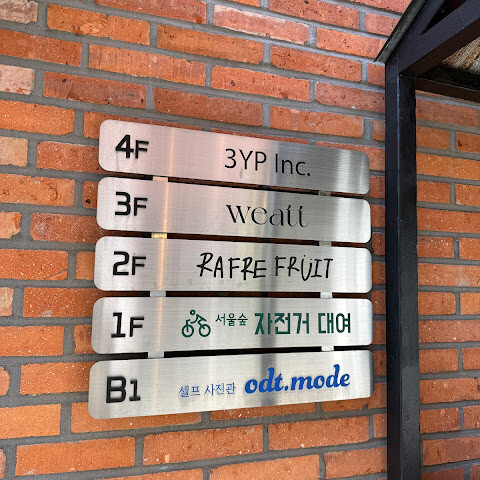 4F 3YP Inc.
3F weatt
2F RAFRE FRÜIT
1F 서울숲 자전거 대여
B1 셀프 사진관 odt.mode